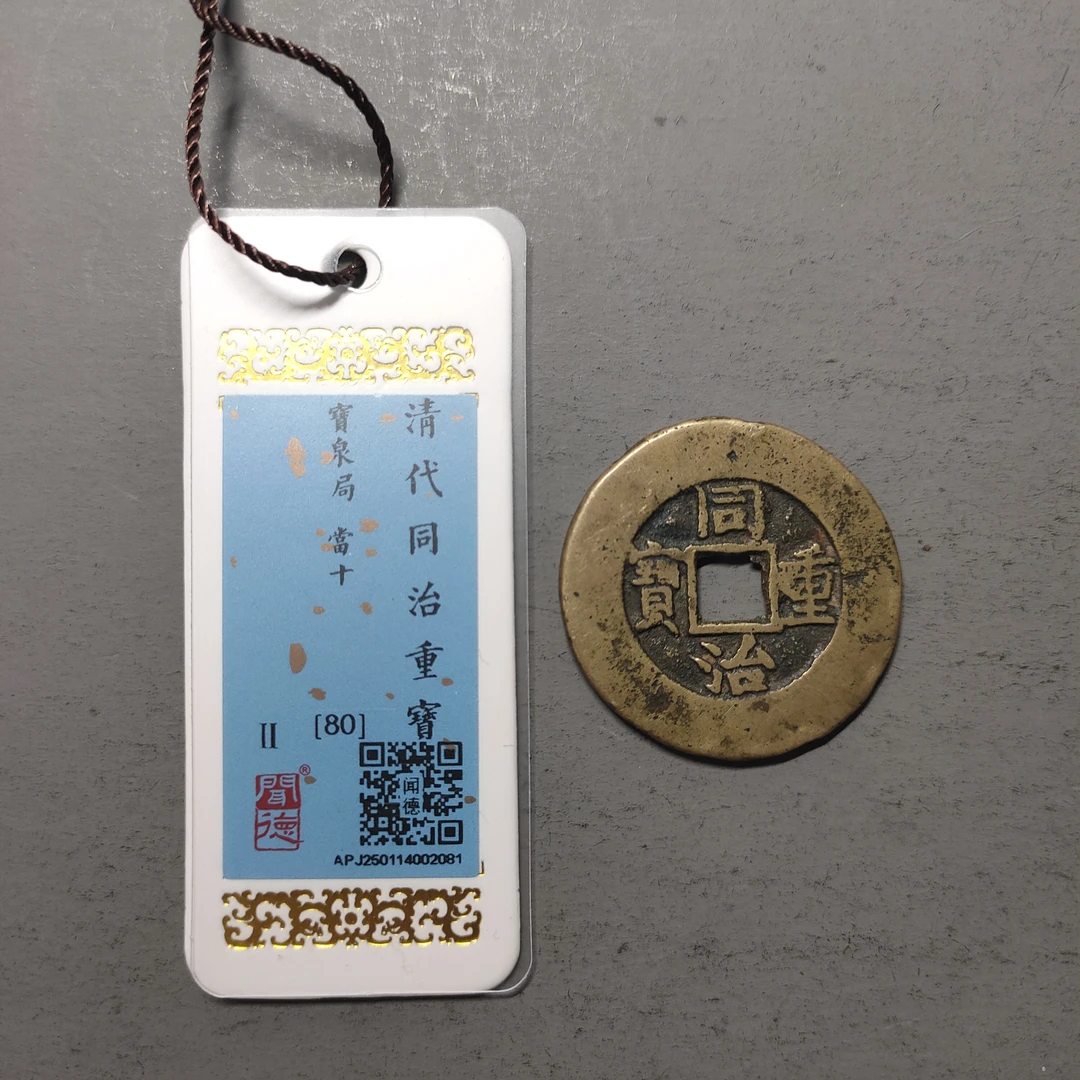 清代同治重寶
寶泉局 當十
II [80]
聞德®
闻德
APJ250114002081
同治重寶